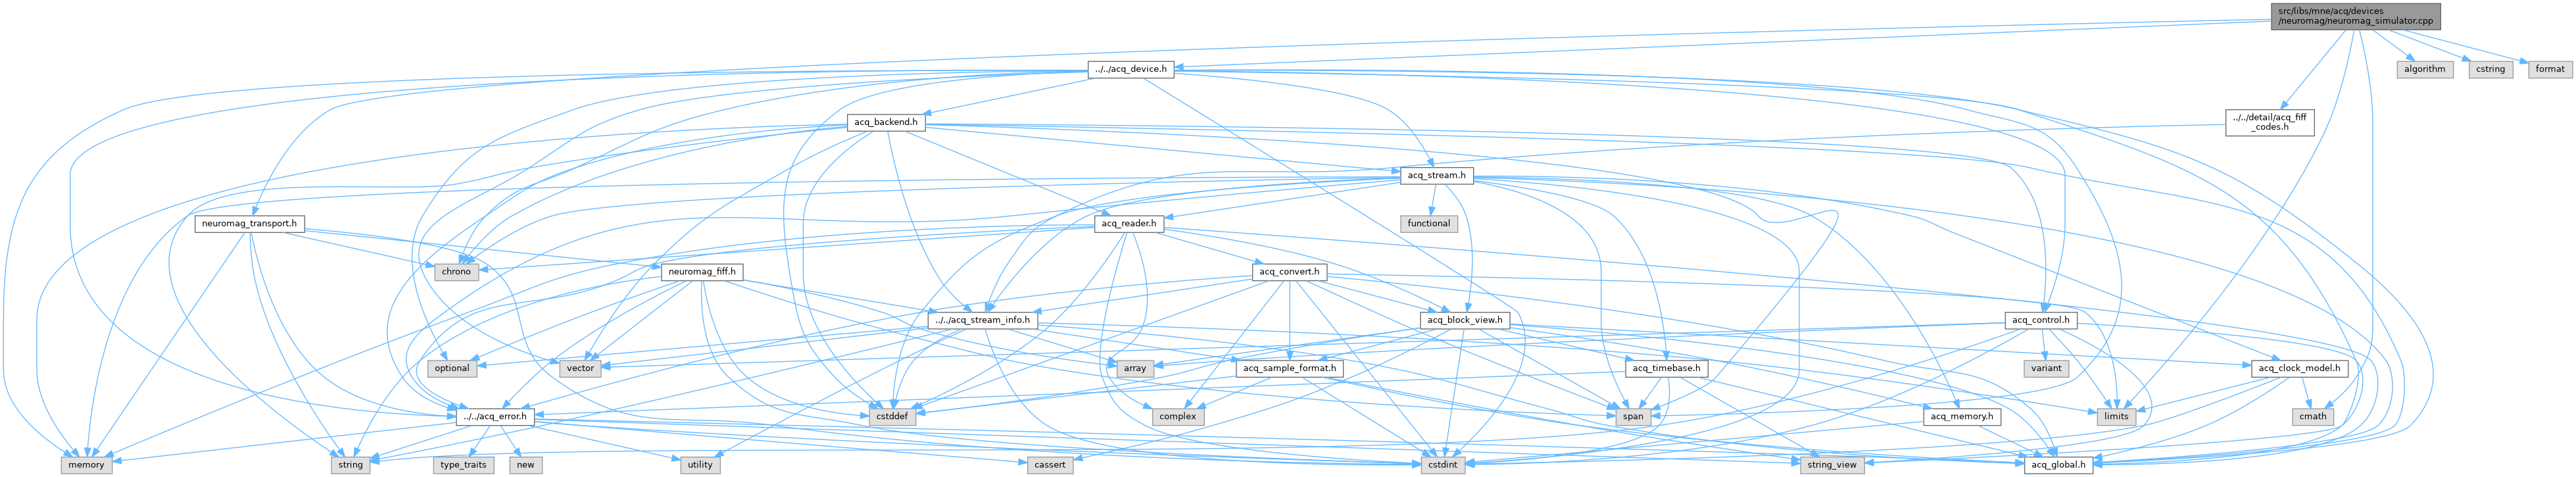 src/libs/mne/acq/devices
/neuromag/neuromag_simulator.cpp
../../acq_device.h
algorithm
cstring
format
acq_backend.h
../../detail/acq_fiff
_codes.h
acq_stream.h
neuromag_transport.h
functional
acq_reader.h
chrono
neuromag_fiff.h
acq_convert.h
../../acq_stream_info.h
acq_block_view.h
acq_control.h
optional
vector
array
acq_sample_format.h
acq_timebase.h
variant
acq_clock_model.h
../../acq_error.h
cstddef
complex
span
acq_memory.h
limits
cmath
memory
string
type_traits
new
utility
cassert
cstdint
string_view
acq_global.h